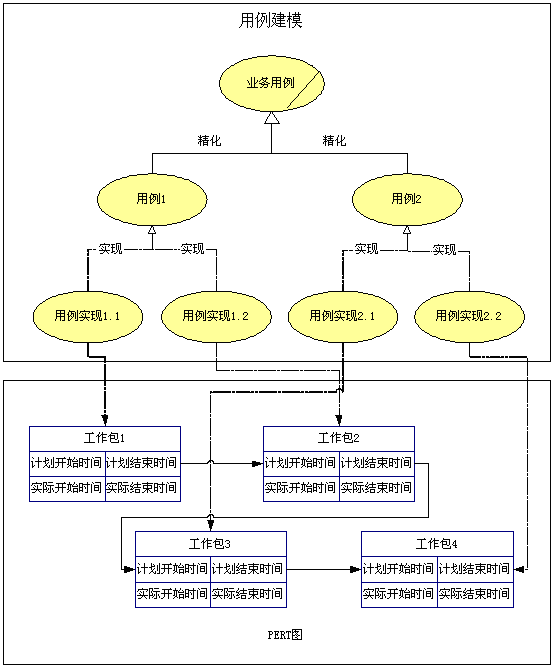 用例建模
业务用例
精化 精化
用例1 用例2
实现 实现 实现 实现
用例实现1.1 用例实现1.2 用例实现2.1 用例实现2.2
工作包1 工作包2
计划开始时间 计划结束时间 计划开始时间 计划结束时间
实际开始时间 实际结束时间 实际开始时间 实际结束时间
工作包3 工作包4
计划开始时间 计划结束时间 计划开始时间 计划结束时间
实际开始时间 实际结束时间 实际开始时间 实际结束时间
PERT图